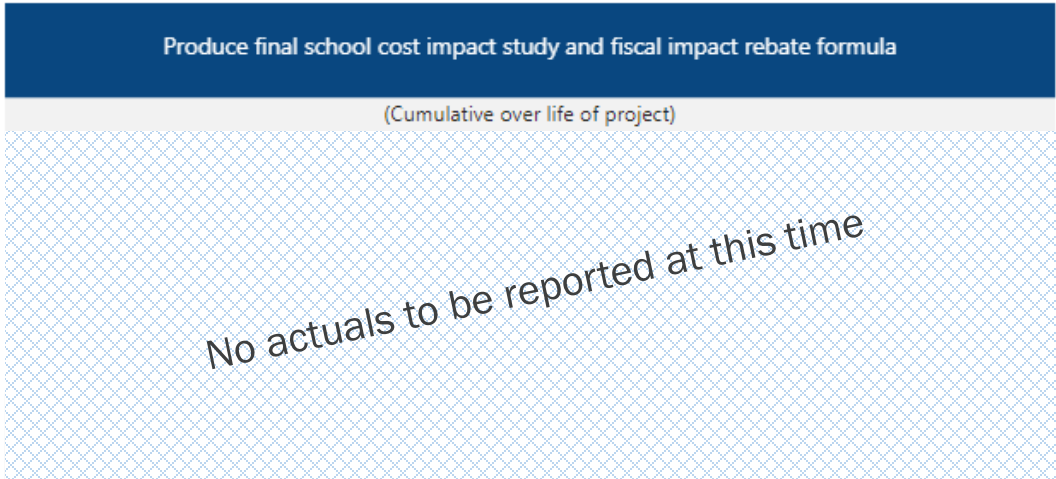 Produce final school cost impact study and fiscal impact rebate formula
(Cumulative over life of project)
No actuals to be reported at this time